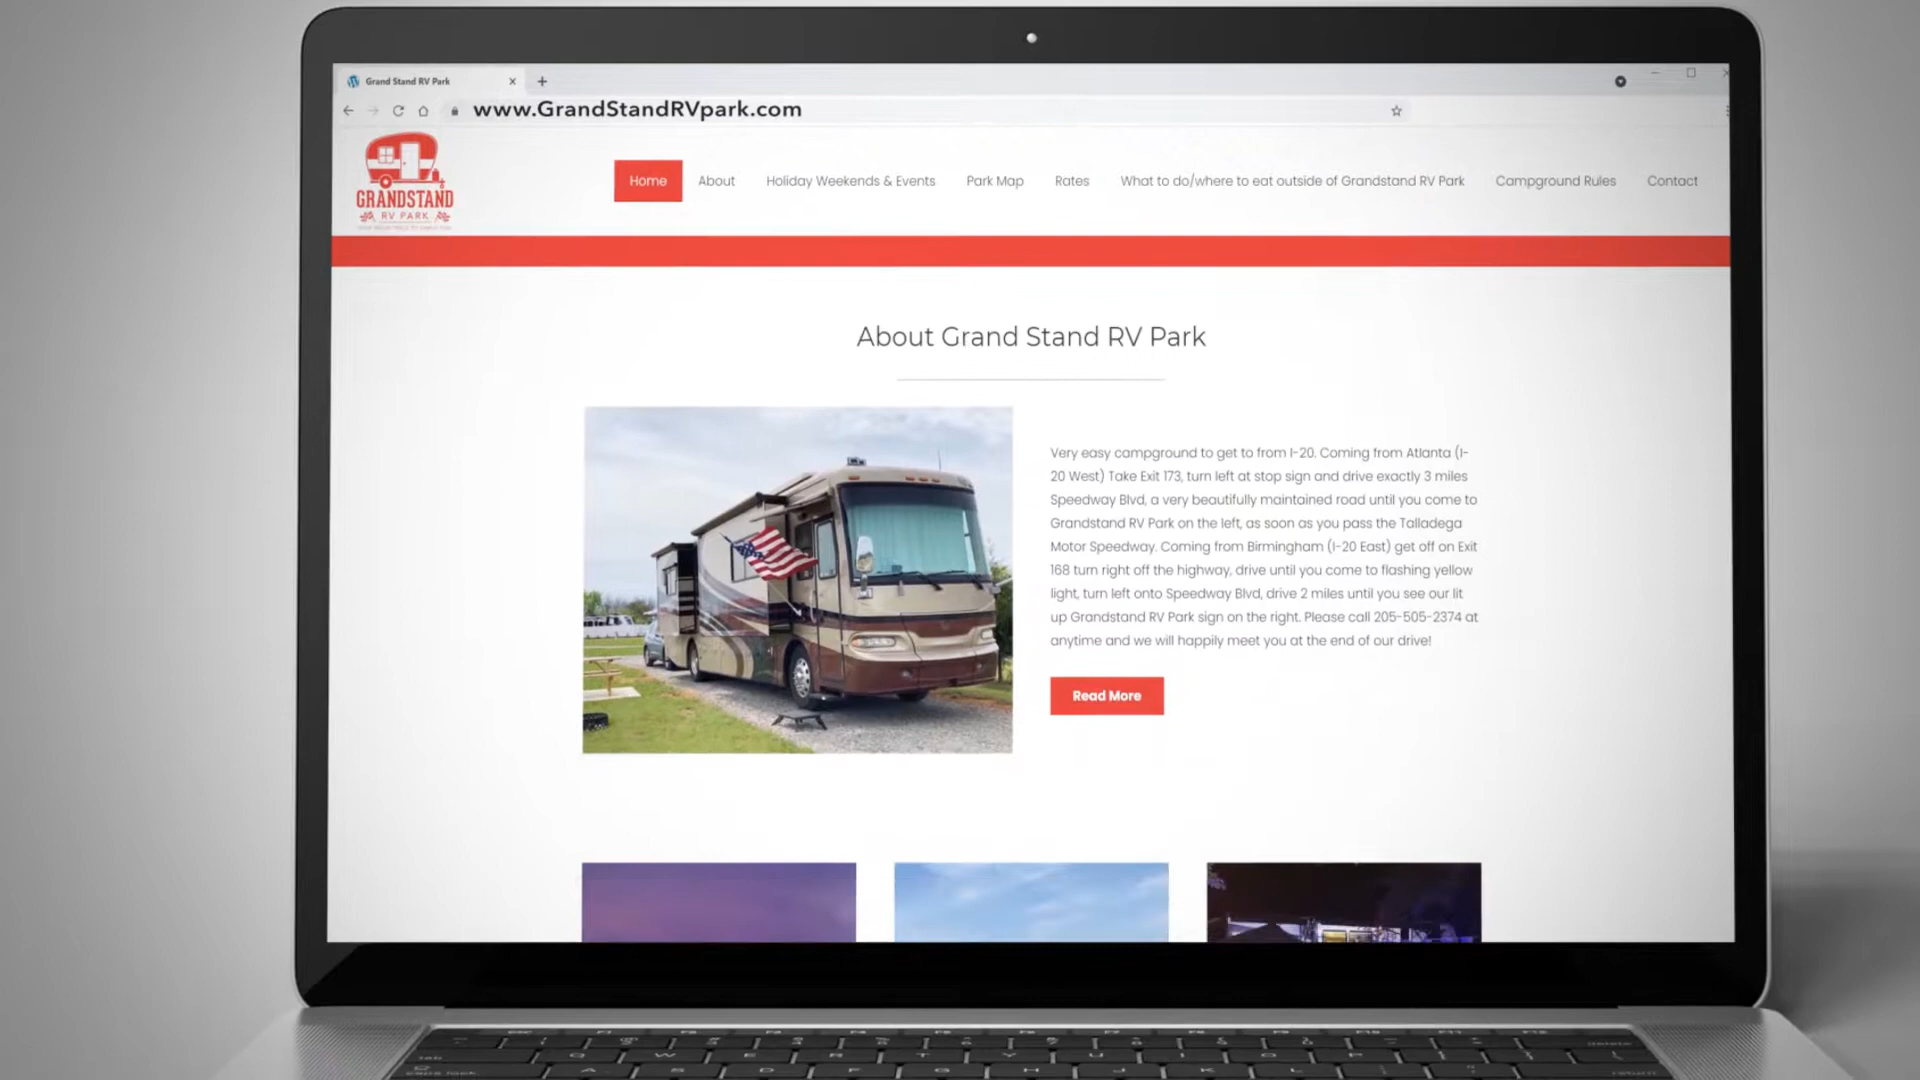 Grand Stand RV Park
www.GrandStandRVpark.com
GRANDSTAND
RV PARK
Home About Holiday Weekends & Events Park Map Rates What to do/where to eat outside of Grandstand RV Park Campground Rules Contact
About Grand Stand RV Park
Very easy campground to get to from I-20. Coming from Atlanta (I-
20 West) Take Exit 173, turn left at stop sign and drive exactly 3 miles
Speedway Blvd, a very beautifully maintained road until you come to
Grandstand RV Park on the left, as soon as you pass the Talladega
Motor Speedway. Coming from Birmingham (I-20 East) get off on Exit
168 turn right off the highway, drive until you come to flashing yellow
light, turn left onto Speedway Blvd, drive 2 miles until you see our lit
up Grandstand RV Park sign on the right. Please call 205-505-2374 at
anytime and we will happily meet you at the end of our drive!
Read More